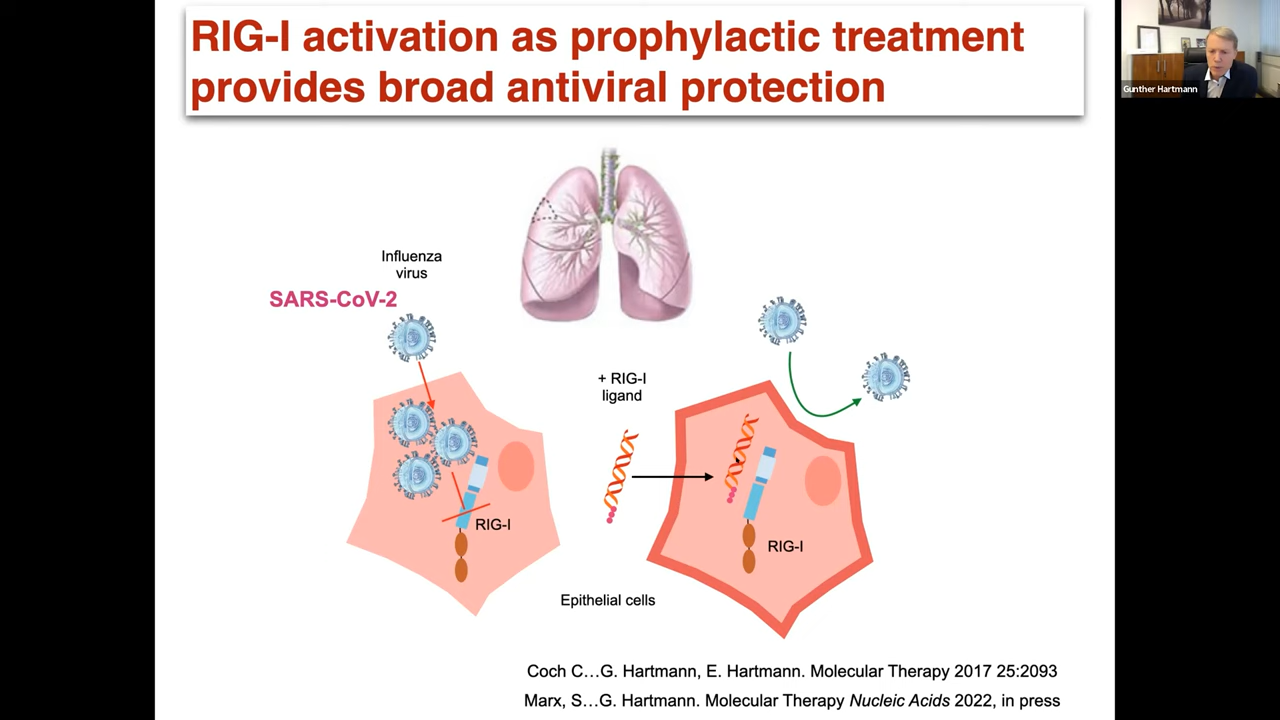 RIG-I activation as prophylactic treatment
provides broad antiviral protection
Gunther Hartmann
Influenza
virus
SARS-CoV-2
+ RIG-I
ligand
RIG-I
RIG-I
Epithelial cells
Coch C…G. Hartmann, E. Hartmann. Molecular Therapy 2017 25:2093
Marx, S…G. Hartmann. Molecular Therapy Nucleic Acids 2022, in press